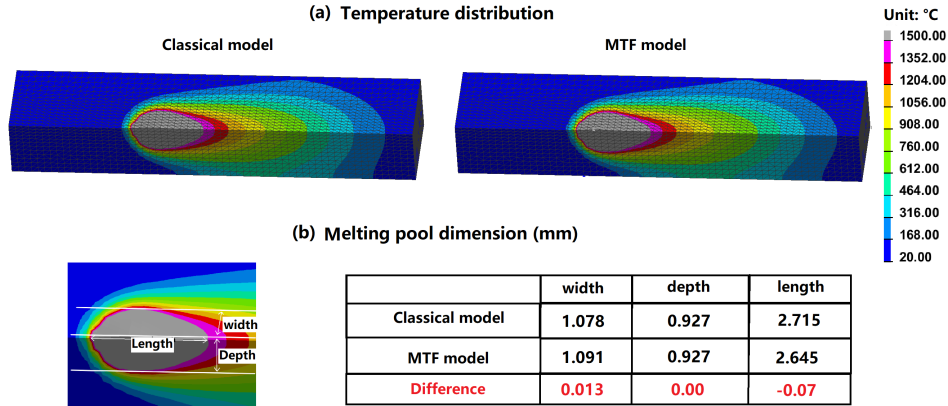 (a) Temperature distribution
Unit: °C
Classical model
MTF model
1500.00
1352.00
1204.00
1056.00
908.00
760.00
612.00
464.00
316.00
168.00
20.00
(b) Melting pool dimension (mm)
width
Length
Depth
width depth length
Classical model 1.078 0.927 2.715
MTF model 1.091 0.927 2.645
Difference 0.013 0.00 -0.07